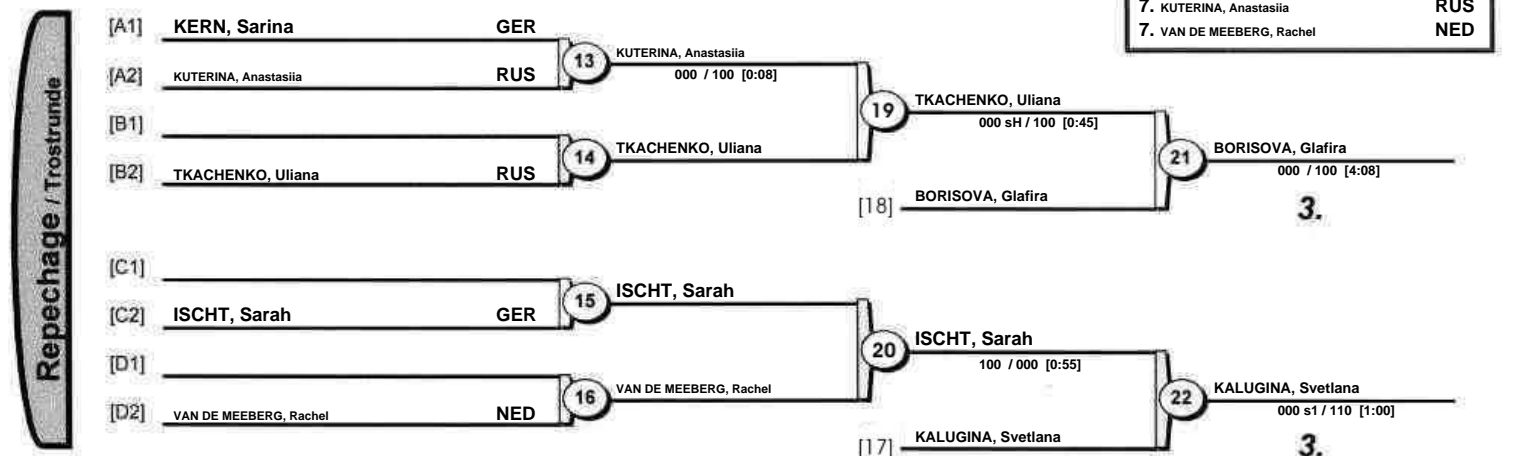 7. KUTERINA, Anastasiia RUS
7. VAN DE MEEBERG, Rachel NED
Repechage / Trostrunde
[A1] KERN, Sarina GER
[A2] KUTERINA, Anastasiia RUS
13 KUTERINA, Anastasiia
000 / 100 [0:08]
[B1]
[B2] TKACHENKO, Uliana RUS
14 TKACHENKO, Uliana
19 TKACHENKO, Uliana
000 sH / 100 [0:45]
[18] BORISOVA, Glafira
21 BORISOVA, Glafira
000 / 100 [4:08]
3.
[C1]
[C2] ISCHT, Sarah GER
15 ISCHT, Sarah
[D1]
[D2] VAN DE MEEBERG, Rachel NED
16 VAN DE MEEBERG, Rachel
20 ISCHT, Sarah
100 / 000 [0:55]
[17] KALUGINA, Svetlana
22 KALUGINA, Svetlana
000 s1 / 110 [1:00]
3.